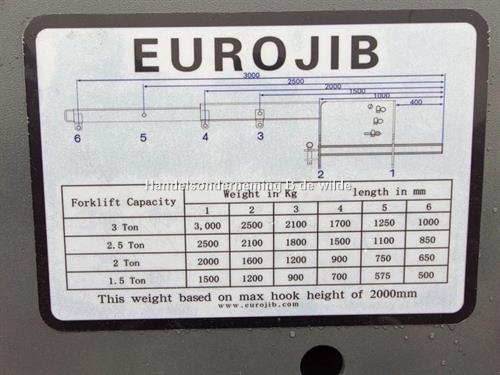 EUROJIB
3000
2500
2000
1500
1000
400
6 5 4 3 2 1
Handelsonderneming B de wilde
Forklift Capacity Weight in Kg length in mm
1 2 3 4 5 6
3 Ton 3,000 2500 2100 1700 1250 1000
2.5 Ton 2500 2100 1800 1500 1100 850
2 Ton 2000 1600 1200 900 750 650
1.5 Ton 1500 1200 900 700 575 500
This weight based on max hook height of 2000mm
www.eurojib.com